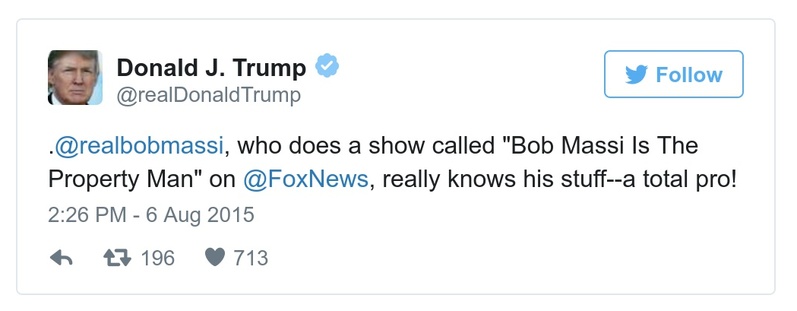 Donald J. Trump
@realDonaldTrump
Follow
.@realbobmassi, who does a show called "Bob Massi Is The
Property Man" on @FoxNews, really knows his stuff--a total pro!
2:26 PM - 6 Aug 2015
196 713